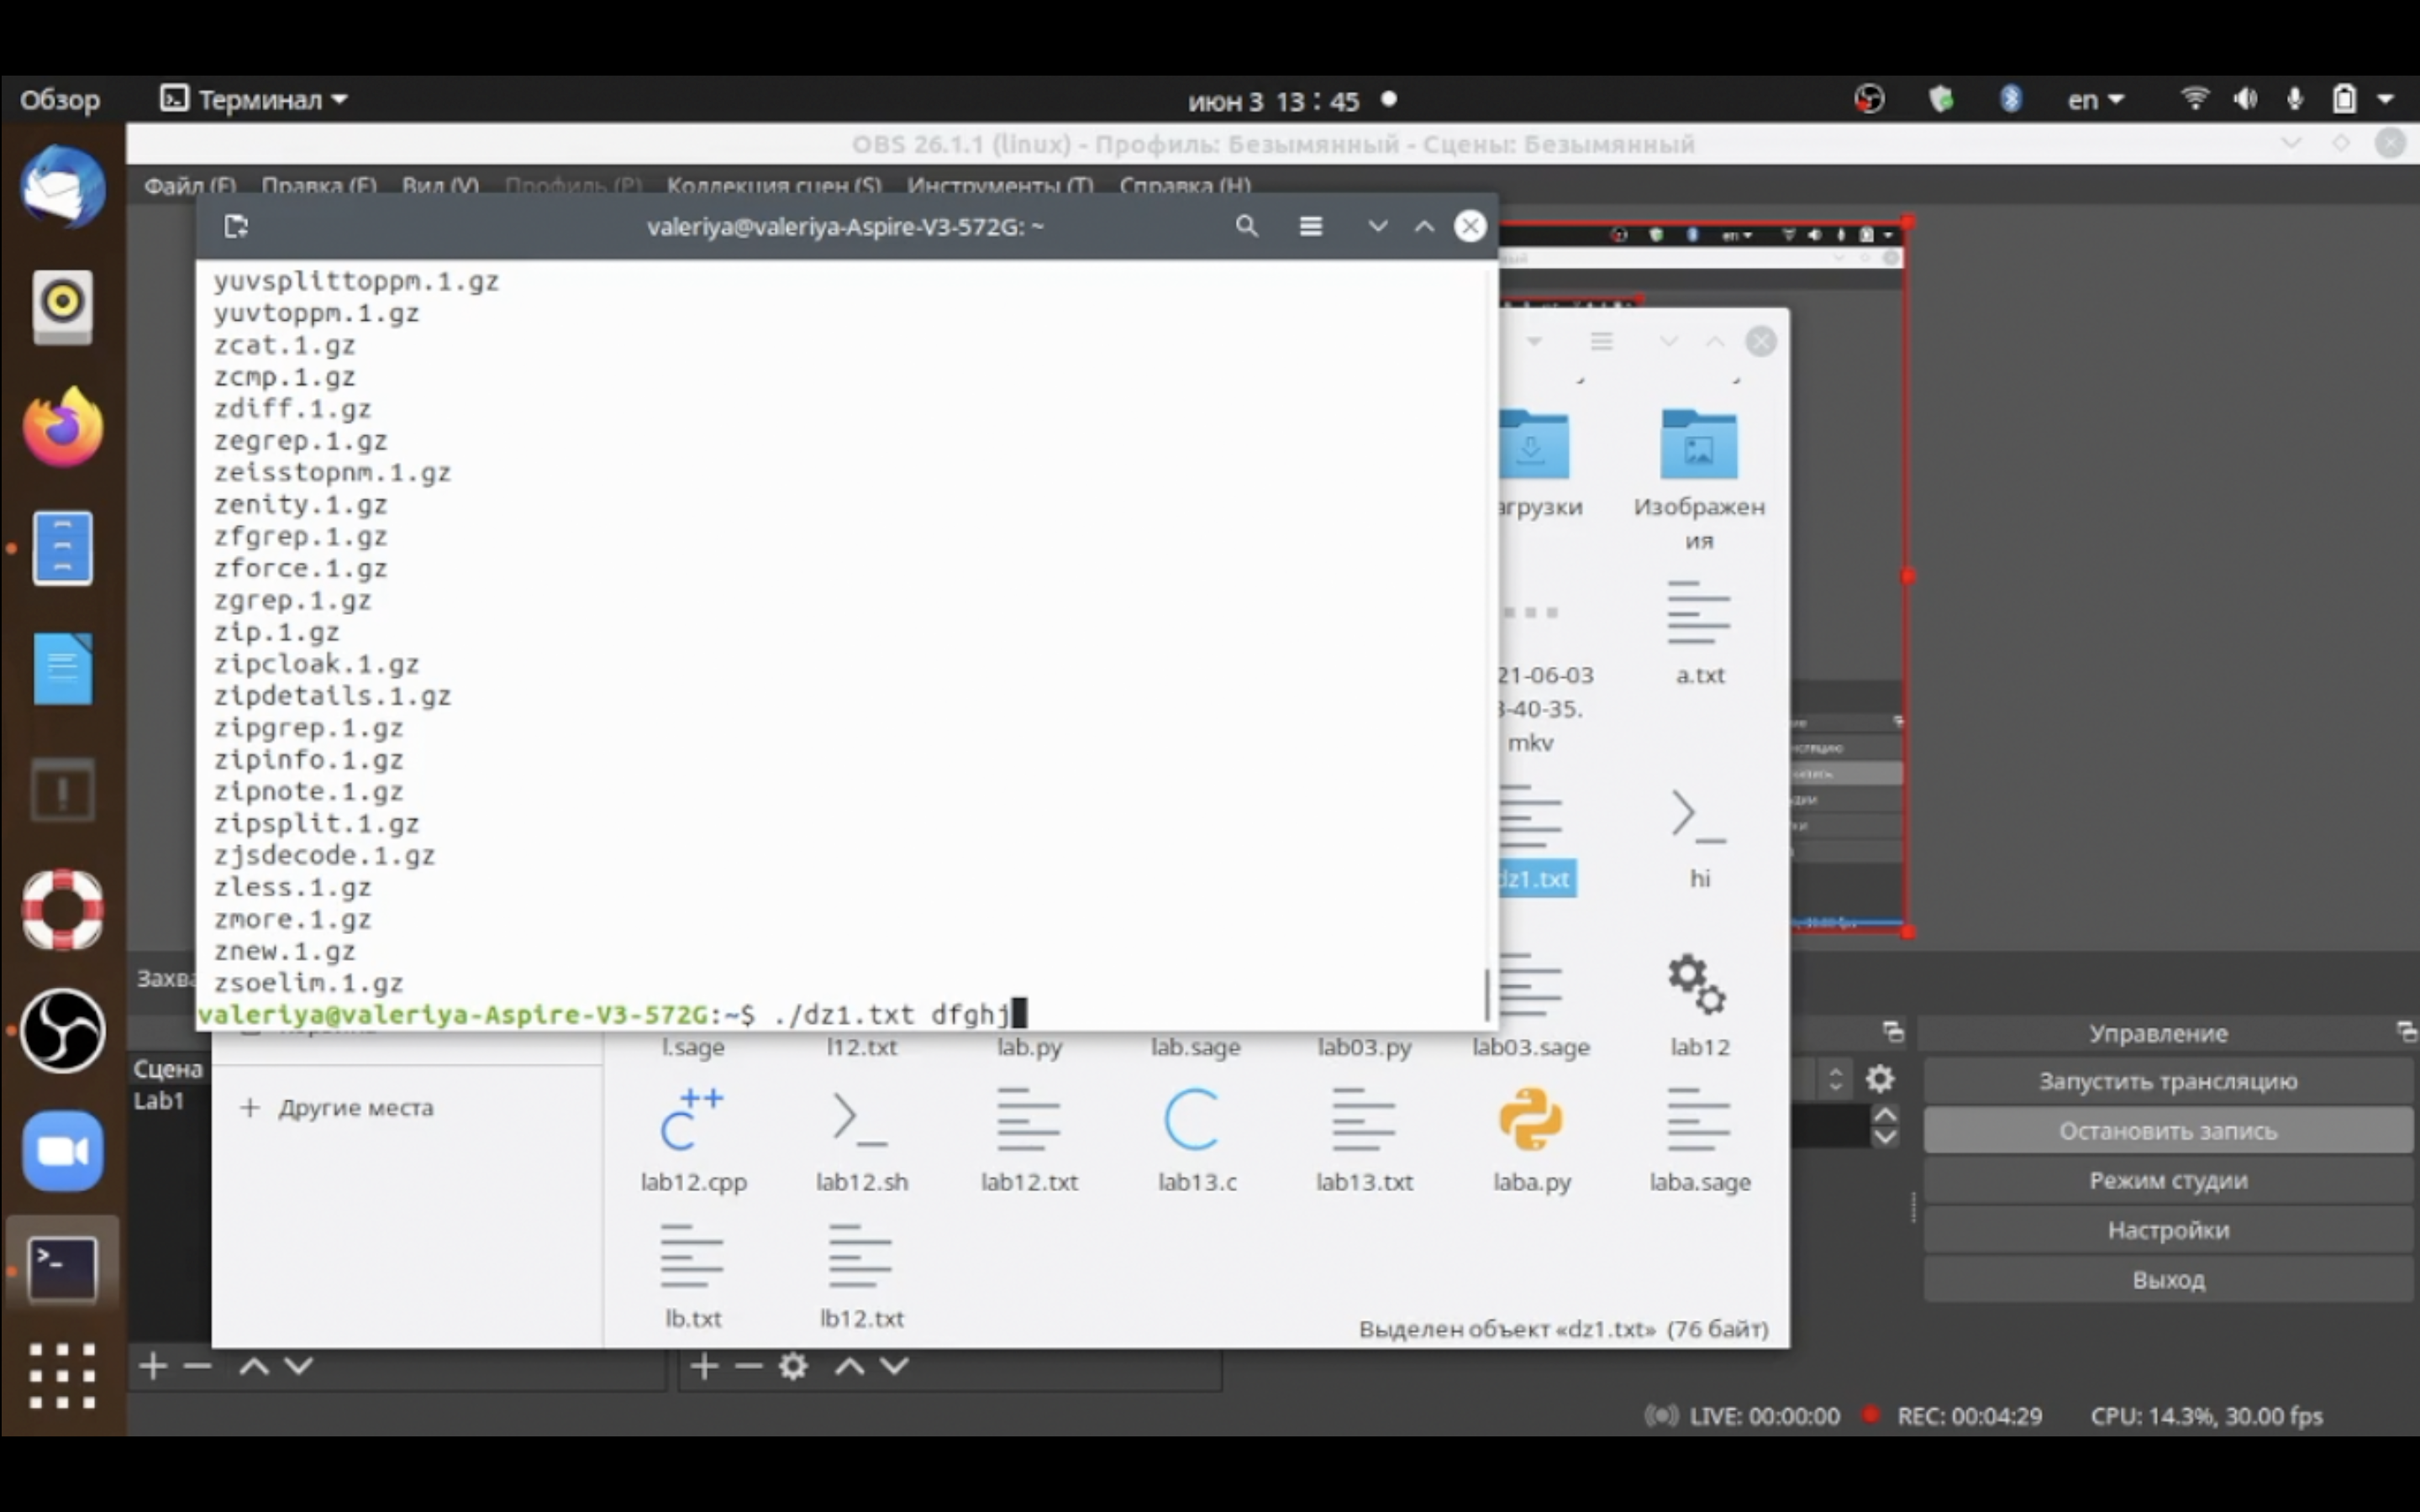 Обзор
Терминал
июн 3 13 : 45
en
OBS 26.1.1 (linux) - Профиль: Безымянный - Сцены: Безымянный
Файл (F) Правка (E) Вид (V) Профиль (P) Коллекция сцен (S) Инструменты (T) Справка (H)
valeriya@valeriya-Aspire-V3-572G: ~
yuvsplittoppm.1.gz
yuvtoppm.1.gz
zcat.1.gz
zcmp.1.gz
zdiff.1.gz
zegrep.1.gz
zeisstopnm.1.gz
zenity.1.gz
zfgrep.1.gz
zforce.1.gz
zgrep.1.gz
zip.1.gz
zipcloak.1.gz
zipdetails.1.gz
zipgrep.1.gz
zipinfo.1.gz
zipnote.1.gz
zipsplit.1.gz
zjsdecode.1.gz
zless.1.gz
zmore.1.gz
znew.1.gz
zsoelim.1.gz
valeriya@valeriya-Aspire-V3-572G:~$ ./dz1.txt dfghj
агрузки
Изображен
ия
21-06-03
3-40-35.
mkv
a.txt
dz1.txt
hi
Захва
l.sage l12.txt lab.py lab.sage lab03.py lab03.sage lab12
Другие места
lab12.cpp lab12.sh lab12.txt lab13.c lab13.txt laba.py laba.sage
lb.txt lb12.txt
Выделен объект «dz1.txt» (76 байт)
Сцена
Lab1
Управление
Запустить трансляцию
Остановить запись
Режим студии
Настройки
Выход
LIVE: 00:00:00 REC: 00:04:29 CPU: 14.3%, 30.00 fps